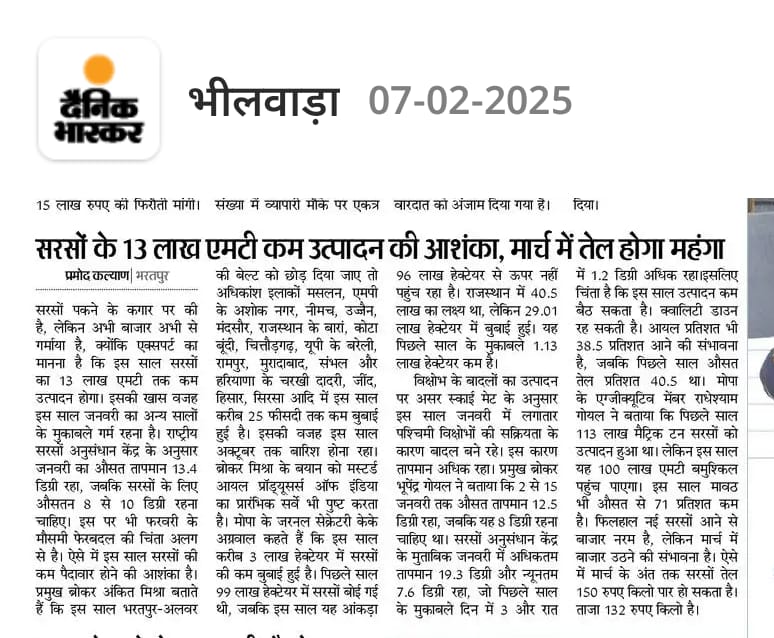 दैनिक
भास्कर
भीलवाड़ा 07-02-2025
15 लाख रुपए की फिरौती मांगी।
संख्या में व्यापारी मौके पर एकत्र
वारदात को अंजाम दिया गया है।
दिया।
सरसों के 13 लाख एमटी कम उत्पादन की आशंका, मार्च में तेल होगा महंगा
प्रमोद कल्याण| भरतपुर
सरसों पकने के कगार पर की
है, लेकिन अभी बाजार अभी से
गर्माया है, क्योंकि एक्सपर्ट का
मानना है कि इस साल सरसों
का 13 लाख एमटी तक कम
उत्पादन होगा। इसकी खास वजह
इस साल जनवरी का अन्य सालों
के मुकाबले गर्म रहना है। राष्ट्रीय
सरसों अनुसंधान केंद्र के अनुसार
जनवरी का औसत तापमान 13.4
डिग्री रहा, जबकि सरसों के लिए
औसतन 8 से 10 डिग्री रहना
चाहिए। इस पर भी फरवरी के
मौसमी फेरबदल की चिंता अलग
से है। ऐसे में इस साल सरसों की
कम पैदावार होने की आशंका है।
प्रमुख ब्रोकर अंकित मिश्रा बताते
हैं कि इस साल भरतपुर-अलवर
की बेल्ट को छोड़ दिया जाए तो
अधिकांश इलाकों मसलन, एमपी
के अशोक नगर, नीमच, उज्जैन,
मंदसौर, राजस्थान के बारां, कोटा
बूंदी, चित्तौड़गढ़, यूपी के बरेली,
रामपुर, मुरादाबाद, संभल और
हरियाणा के चरखी दादरी, जींद,
हिसार, सिरसा आदि में इस साल
करीब 25 फीसदी तक कम बुबाई
हुई है। इसकी वजह इस साल
अक्टूबर तक बारिश होना रहा।
ब्रोकर मिश्रा के बयान को मस्टर्ड
आयल प्रॉड्यूसर्स ऑफ इंडिया
का प्रारंभिक सर्वे भी पुष्ट करता
है। मोपा के जरनल सेक्रेटरी केके
अग्रवाल कहते हैं कि इस साल
करीब 3 लाख हेक्टेयर में सरसों
की कम बुबाई हुई है। पिछले साल
99 लाख हेक्टेयर में सरसों बोई गई
थी, जबकि इस साल यह आंकड़ा
96 लाख हेक्टेयर से ऊपर नहीं
पहुंच रहा है। राजस्थान में 40.5
लाख का लक्ष्य था, लेकिन 29.01
लाख हेक्टेयर में बुबाई हुई। यह
पिछले साल के मुकाबले 1.13
लाख हेक्टेयर कम है।
विक्षोभ के बादलों का उत्पादन
पर असर स्काई मेट के अनुसार
इस साल जनवरी में लगातार
पश्चिमी विक्षोभों की सक्रियता के
कारण बादल बने रहे। इस कारण
तापमान अधिक रहा। प्रमुख ब्रोकर
भूपेंद्र गोयल ने बताया कि 2 से 15
जनवरी तक औसत तापमान 12.5
डिग्री रहा, जबकि यह 8 डिग्री रहना
चाहिए था। सरसों अनुसंधान केंद्र
के मुताबिक जनवरी में अधिकतम
तापमान 19.3 डिग्री और न्यूनतम
7.6 डिग्री रहा, जो पिछले साल
के मुकाबले दिन में 3 और रात
में 1.2 डिग्री अधिक रहा।इसलिए
चिंता है कि इस साल उत्पादन कम
बैठ सकता है। क्वालिटी डाउन
रह सकती है। आयल प्रतिशत भी
38.5 प्रतिशत आने की संभावना
है, जबकि पिछले साल औसत
तेल प्रतिशत 40.5 था। मोपा
के एग्जीक्यूटिव मेंबर राधेश्याम
गोयल ने बताया कि पिछले साल
113 लाख मैट्रिक टन सरसों को
उत्पादन हुआ था। लेकिन इस साल
यह 100 लाख एमटी बमुश्किल
पहुंच पाएगा। इस साल मावठ
भी औसत से 71 प्रतिशत कम
है। फिलहाल नई सरसों आने से
बाजार नरम है, लेकिन मार्च में
बाजार उठने की संभावना है। ऐसे
में मार्च के अंत तक सरसों तेल
150 रुपए किलो पार हो सकता है।
ताजा 132 रुपए किलो है।